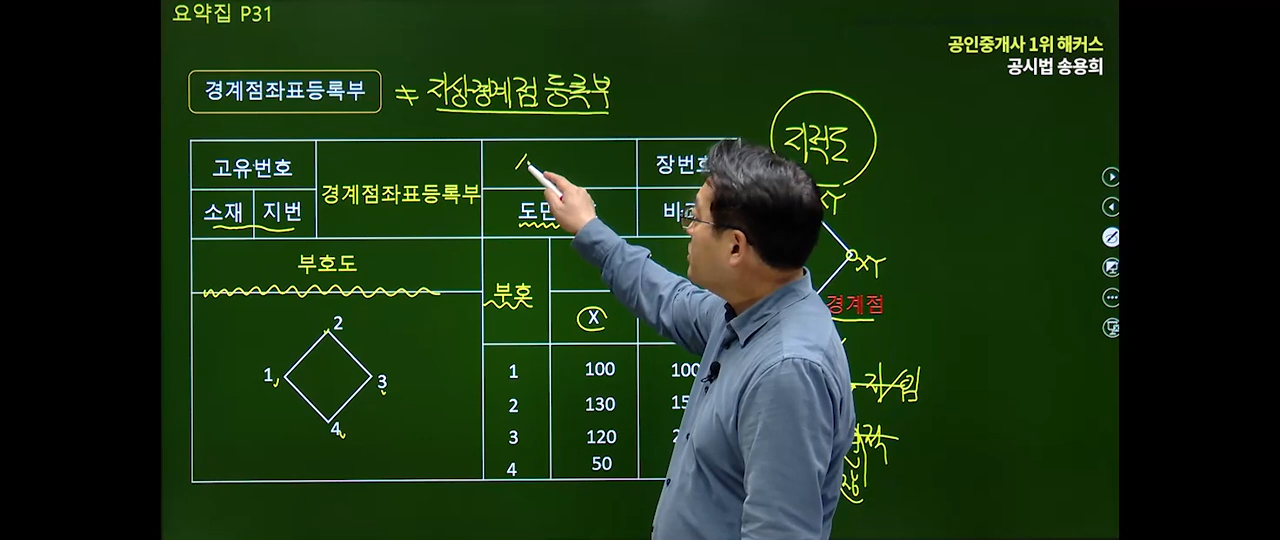 요약집 P31
공인중개사 1위 해커스
공시법 송용희
경계점좌표등록부 ≠ 지상경계점 등록부
지적도
고유번호
경계점좌표등록부
장번호
소재 지번
도면
XY
부호도
부호
XY
X
경계점
2
1
3
4
1 100 100
2 130
3 120
4 50